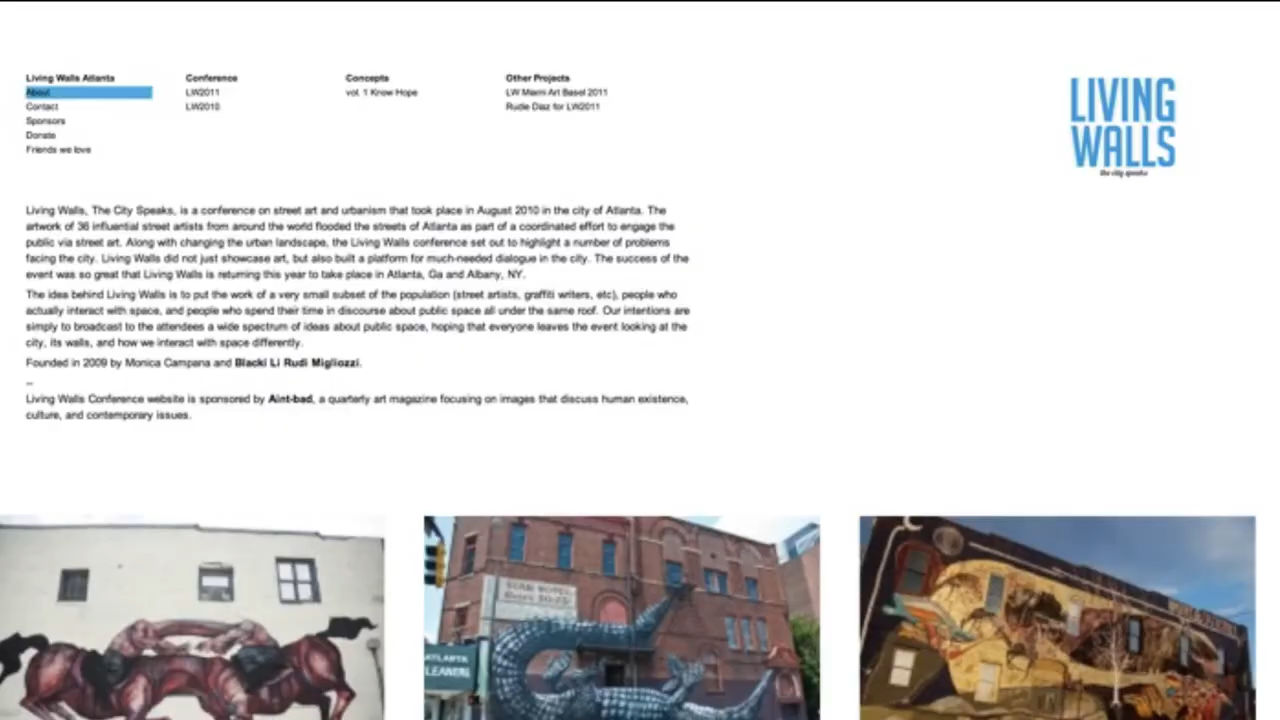 Living Walls Atlanta
About
Contact
Sponsors
Donate
Friends we love
Conference
LW2011
LW2010
Concepts
vol. 1 Know Hope
Other Projects
LW Miami Art Basel 2011
Rudie Diaz for LW2011
LIVING
WALLS
the city speaks
Living Walls, The City Speaks, is a conference on street art and urbanism that took place in August 2010 in the city of Atlanta. The
artwork of 36 influential street artists from around the world flooded the streets of Atlanta as part of a coordinated effort to engage the
public via street art. Along with changing the urban landscape, the Living Walls conference set out to highlight a number of problems
facing the city. Living Walls did not just showcase art, but also built a platform for much-needed dialogue in the city. The success of the
event was so great that Living Walls is returning this year to take place in Atlanta, Ga and Albany, NY.
The idea behind Living Walls is to put the work of a very small subset of the population (street artists, graffiti writers, etc), people who
actually interact with space, and people who spend their time in discourse about public space all under the same roof. Our intentions are
simply to broadcast to the attendees a wide spectrum of ideas about public space, hoping that everyone leaves the event looking at the
city, its walls, and how we interact with space differently.
Founded in 2009 by Monica Campana and Blacki Li Rudi Migliozzi.
--
Living Walls Conference website is sponsored by Aint-bad, a quarterly art magazine focusing on images that discuss human existence,
culture, and contemporary issues.
ATLANTA
CLEANERS